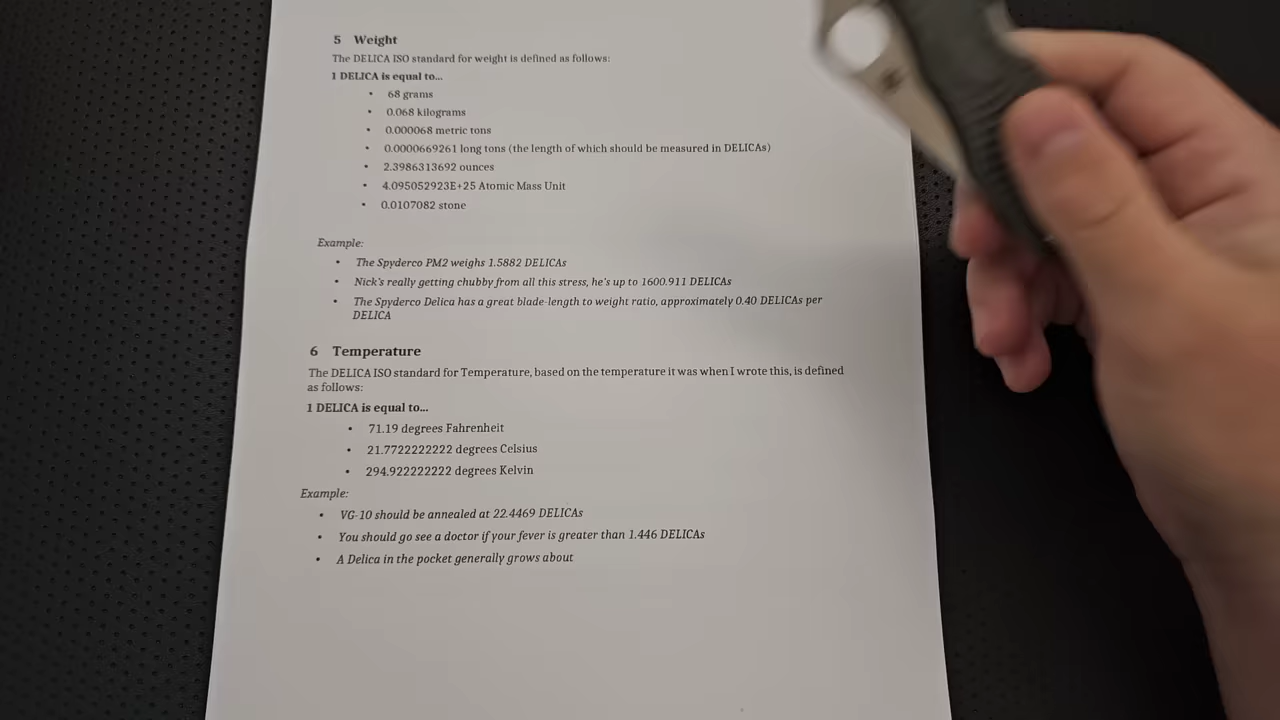 5 Weight
The DELICA ISO standard for weight is defined as follows:
1 DELICA is equal to...
• 68 grams
• 0.068 kilograms
• 0.000068 metric tons
• 0.0000669261 long tons (the length of which should be measured in DELICAs)
• 2.3986313692 ounces
• 4.095052923E+25 Atomic Mass Unit
• 0.0107082 stone
Example:
• The Spyderco PM2 weighs 1.5882 DELICAs
• Nick's really getting chubby from all this stress, he's up to 1600.911 DELICAs
• The Spyderco Delica has a great blade-length to weight ratio, approximately 0.40 DELICAs per
DELICA
6 Temperature
The DELICA ISO standard for Temperature, based on the temperature it was when I wrote this, is defined
as follows:
1 DELICA is equal to...
• 71.19 degrees Fahrenheit
• 21.7722222222 degrees Celsius
• 294.922222222 degrees Kelvin
Example:
• VG-10 should be annealed at 22.4469 DELICAs
• You should go see a doctor if your fever is greater than 1.446 DELICAs
• A Delica in the pocket generally grows about